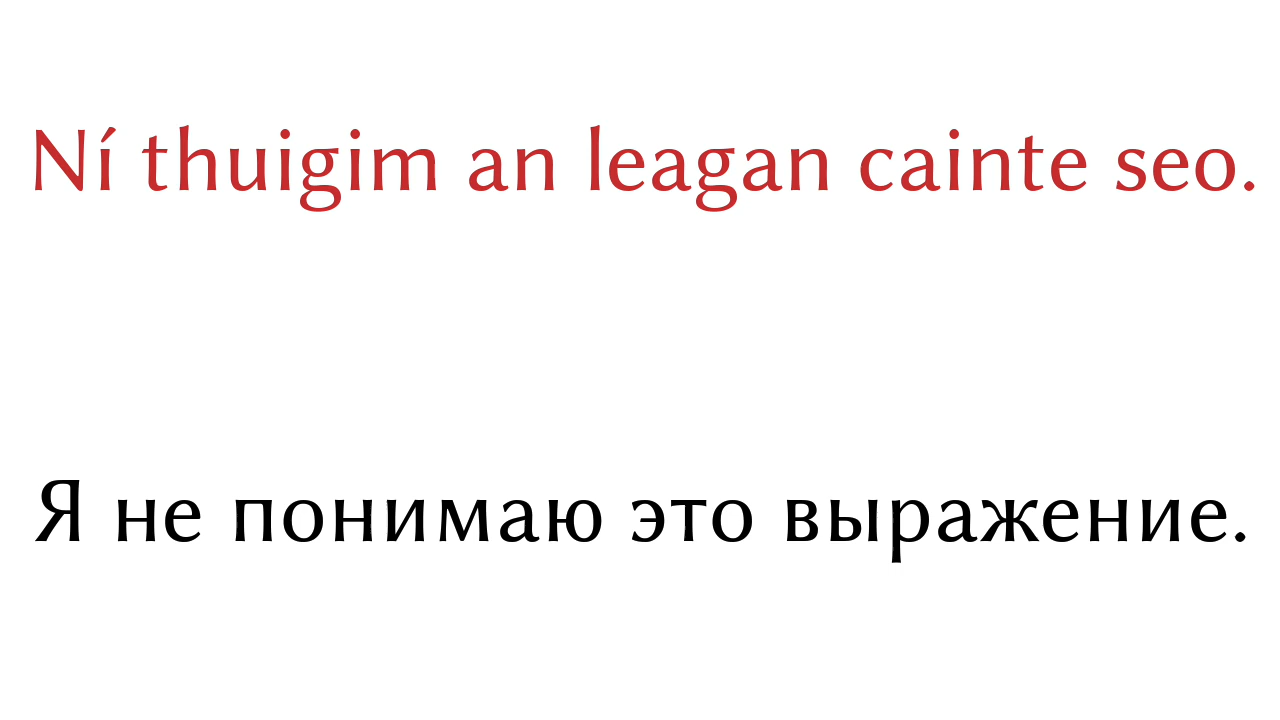 Ní thuigim an leagan cainte seo.
Я не понимаю это выражение.